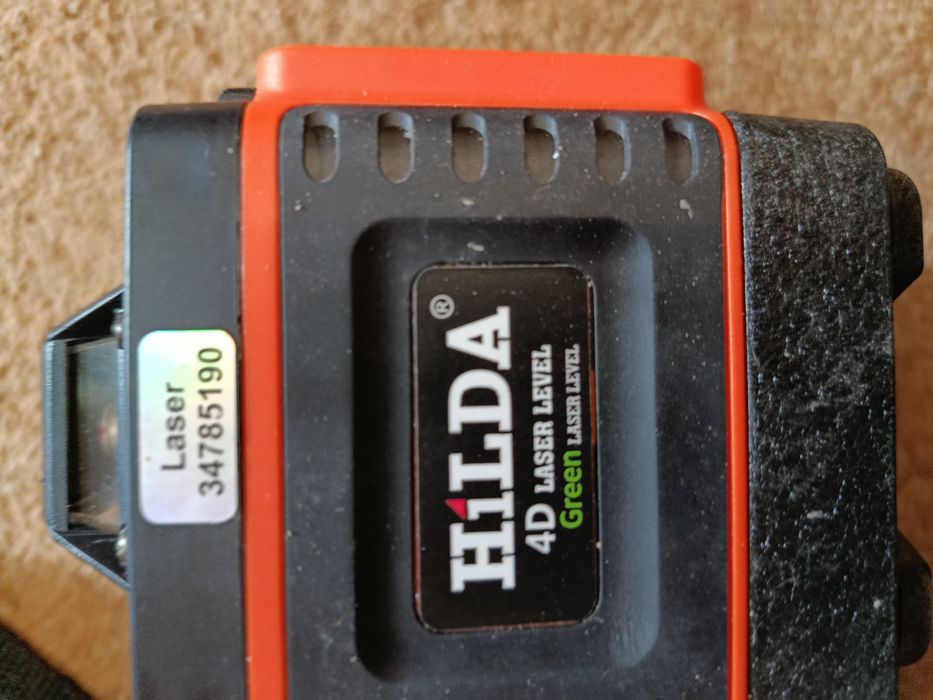 Laser
34785190
HiLDA®
4D LASER LEVEL
Green LASER LEVEL